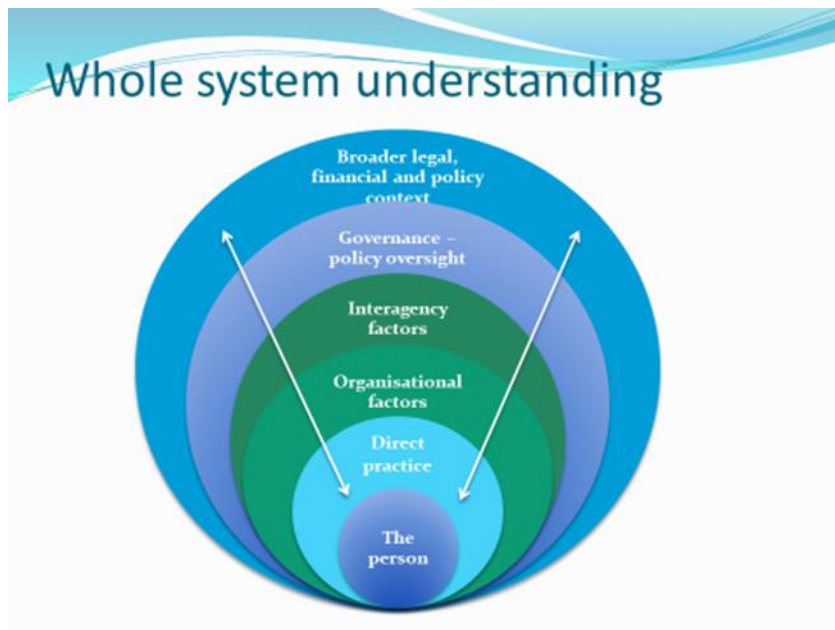 Whole system understanding
Broader legal,
financial and policy
context
Governance –
policy oversight
Interagency
factors
Organisational
factors
Direct
practice
The
person